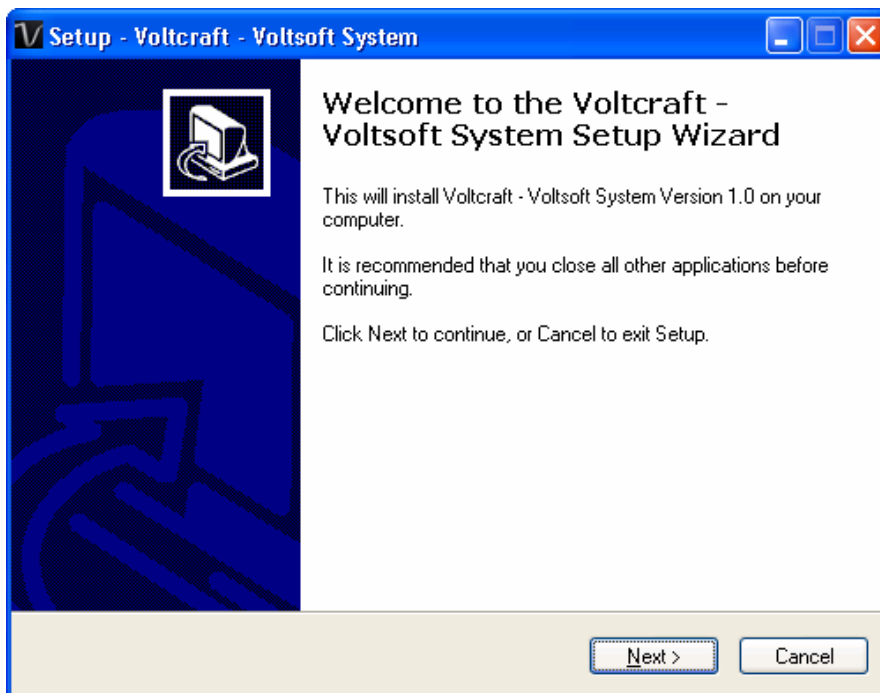 Setup - Voltcraft - Voltsoft System
Welcome to the Voltcraft -
Voltsoft System Setup Wizard
This will install Voltcraft - Voltsoft System Version 1.0 on your
computer.
It is recommended that you close all other applications before
continuing.
Click Next to continue, or Cancel to exit Setup.
Next >
Cancel